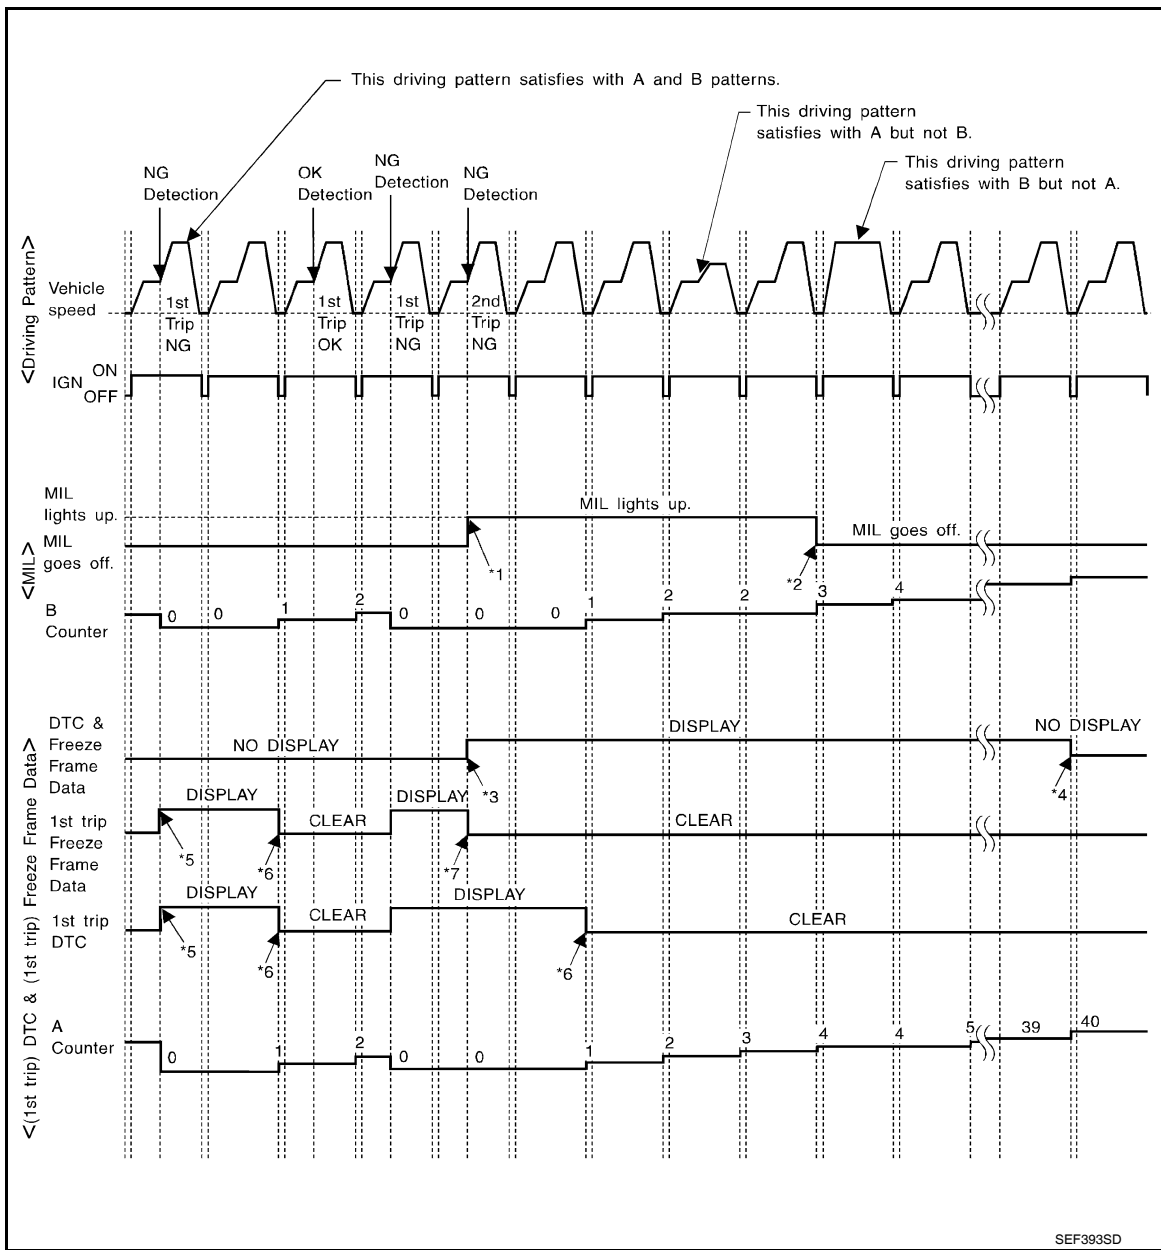 This driving pattern satisfies with A and B patterns.
This driving pattern
satisfies with A but not B.
This driving pattern
satisfies with B but not A.
NG
Detection
OK
Detection
NG
Detection
NG
Detection
<Driving Pattern>
Vehicle
speed
1st
Trip
NG
1st
Trip
OK
1st
Trip
NG
2nd
Trip
NG
IGN
ON
OFF
<MIL>
MIL
lights up.
MIL
goes off.
MIL lights up.
MIL goes off.
*1
*2
B
Counter
0 0 1 2 0 0 0 1 2 2 3 4
<(1st trip) DTC & (1st trip) Freeze Frame Data>
DTC &
Freeze
Frame
Data
NO DISPLAY
DISPLAY
NO DISPLAY
*3
*4
1st trip
Freeze
Frame
Data
DISPLAY
CLEAR
DISPLAY
CLEAR
*5
*6
*7
1st trip
DTC
DISPLAY
CLEAR
DISPLAY
CLEAR
*5
*6
*6
A
Counter
0 1 2 0 0 1 2 3 4 4 5 39 40
SEF393SD